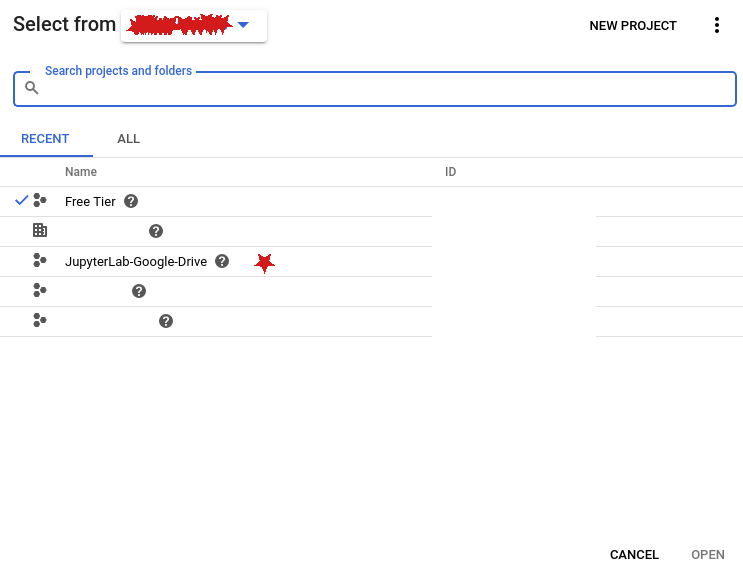 Select from
NEW PROJECT
Search projects and folders
RECENT ALL
Name ID
Free Tier
JupyterLab-Google-Drive
CANCEL OPEN